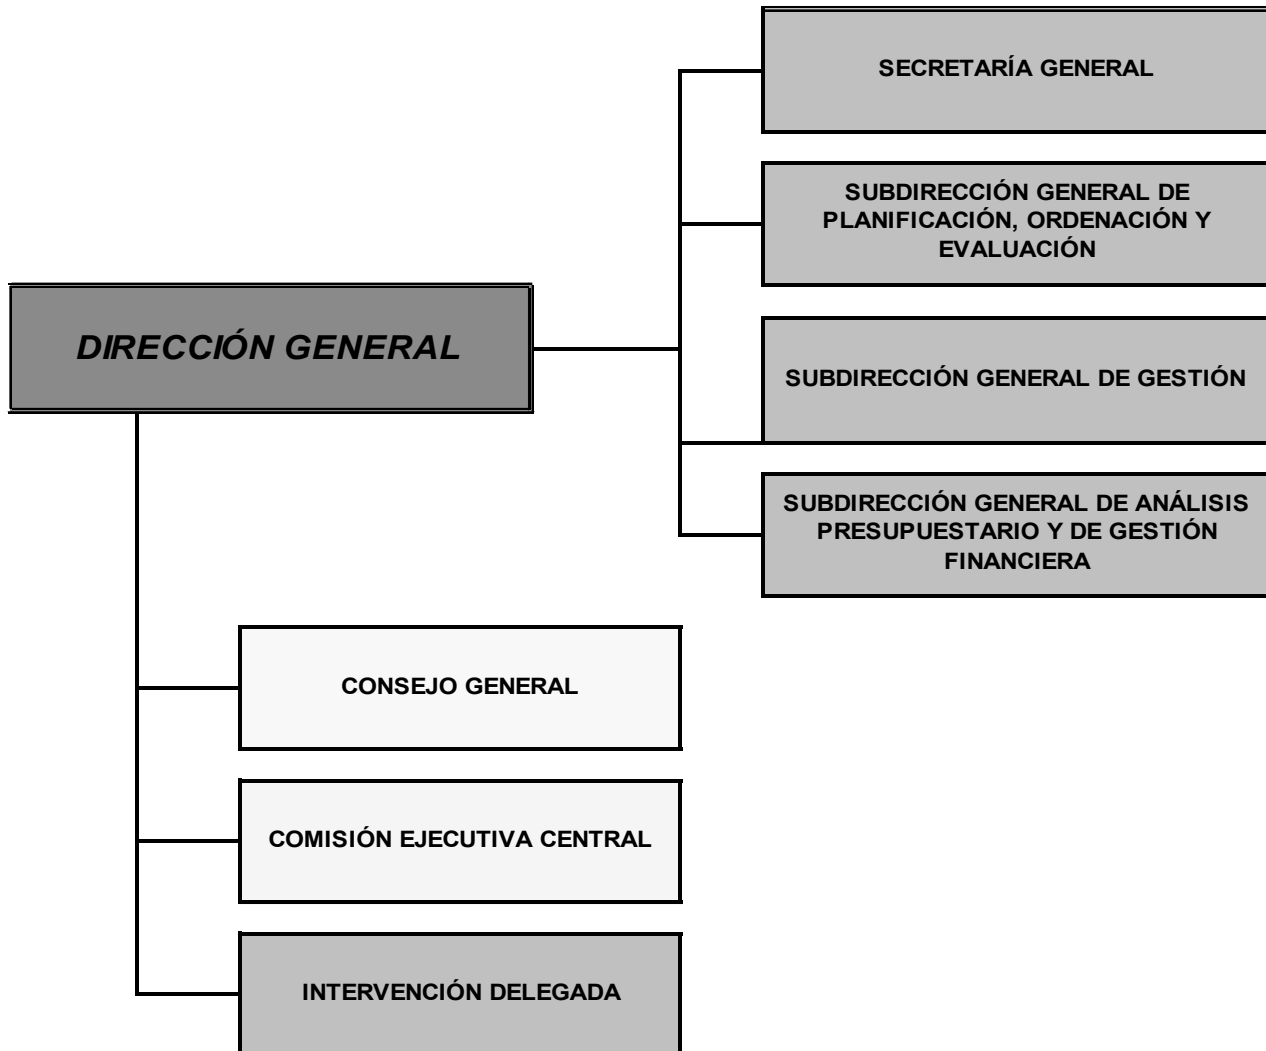 SECRETARÍA GENERAL
SUBDIRECCIÓN GENERAL DE
PLANIFICACIÓN, ORDENACIÓN Y
EVALUACIÓN
DIRECCIÓN GENERAL
SUBDIRECCIÓN GENERAL DE GESTIÓN
SUBDIRECCIÓN GENERAL DE ANÁLISIS
PRESUPUESTARIO Y DE GESTIÓN
FINANCIERA
CONSEJO GENERAL
COMISIÓN EJECUTIVA CENTRAL
INTERVENCIÓN DELEGADA